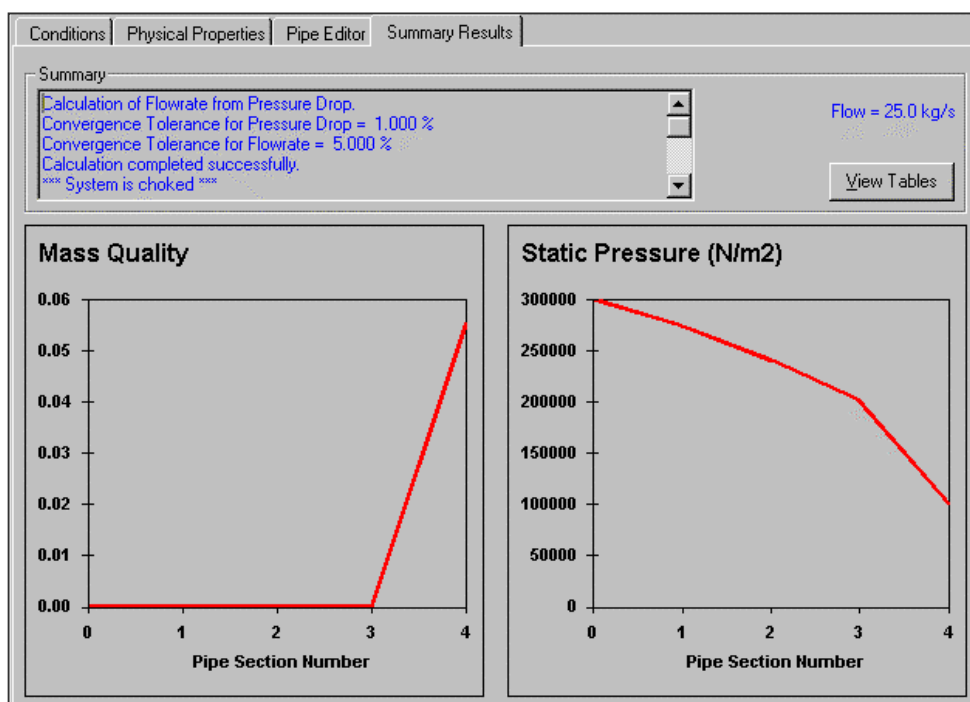 Conditions Physical Properties Pipe Editor Summary Results
Summary
Calculation of Flowrate from Pressure Drop.
Convergence Tolerance for Pressure Drop = 1.000 %
Convergence Tolerance for Flowrate = 5.000 %
Calculation completed successfully.
*** System is choked ***
Flow = 25.0 kg/s
View Tables
Mass Quality
0.06
0.05
0.04
0.03
0.02
0.01
0.00
0 1 2 3 4
Pipe Section Number
Static Pressure (N/m2)
300000
250000
200000
150000
100000
50000
0
0 1 2 3 4
Pipe Section Number